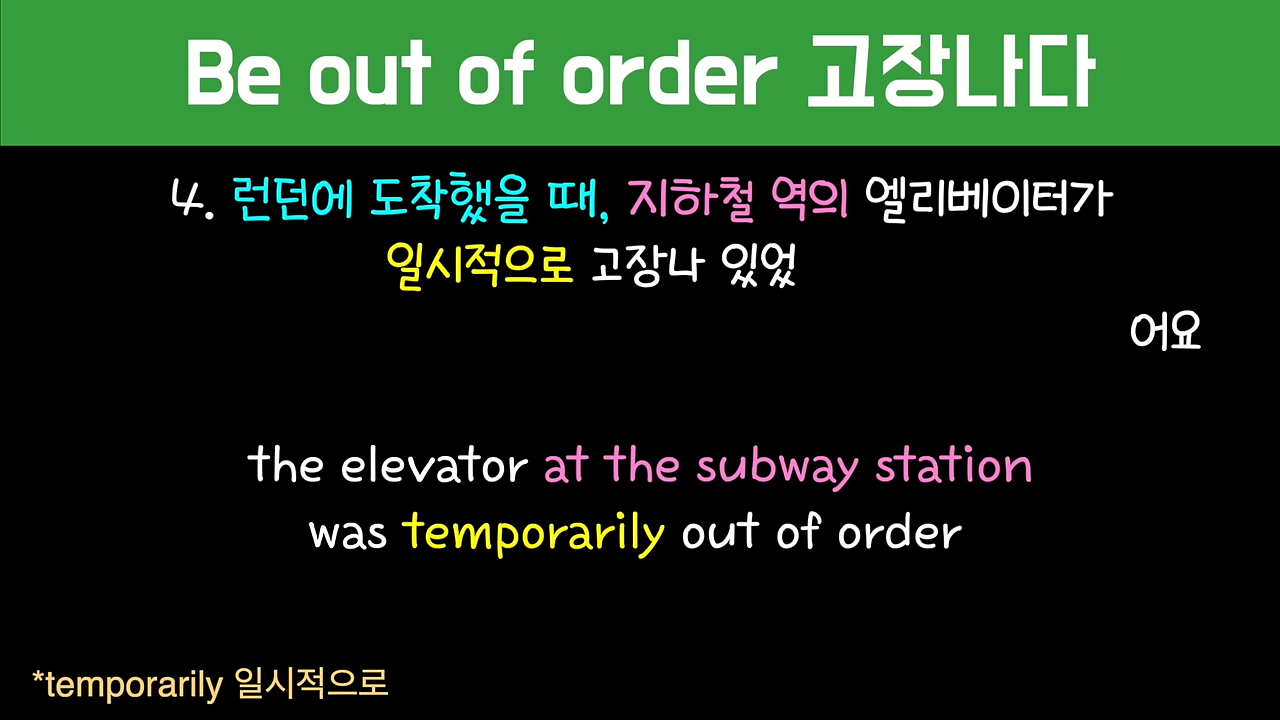 Be out of order 고장나다
4. 런던에 도착했을 때, 지하철 역의 엘리베이터가
일시적으로 고장나 있었
어요
the elevator at the subway station
was temporarily out of order
*temporarily 일시적으로